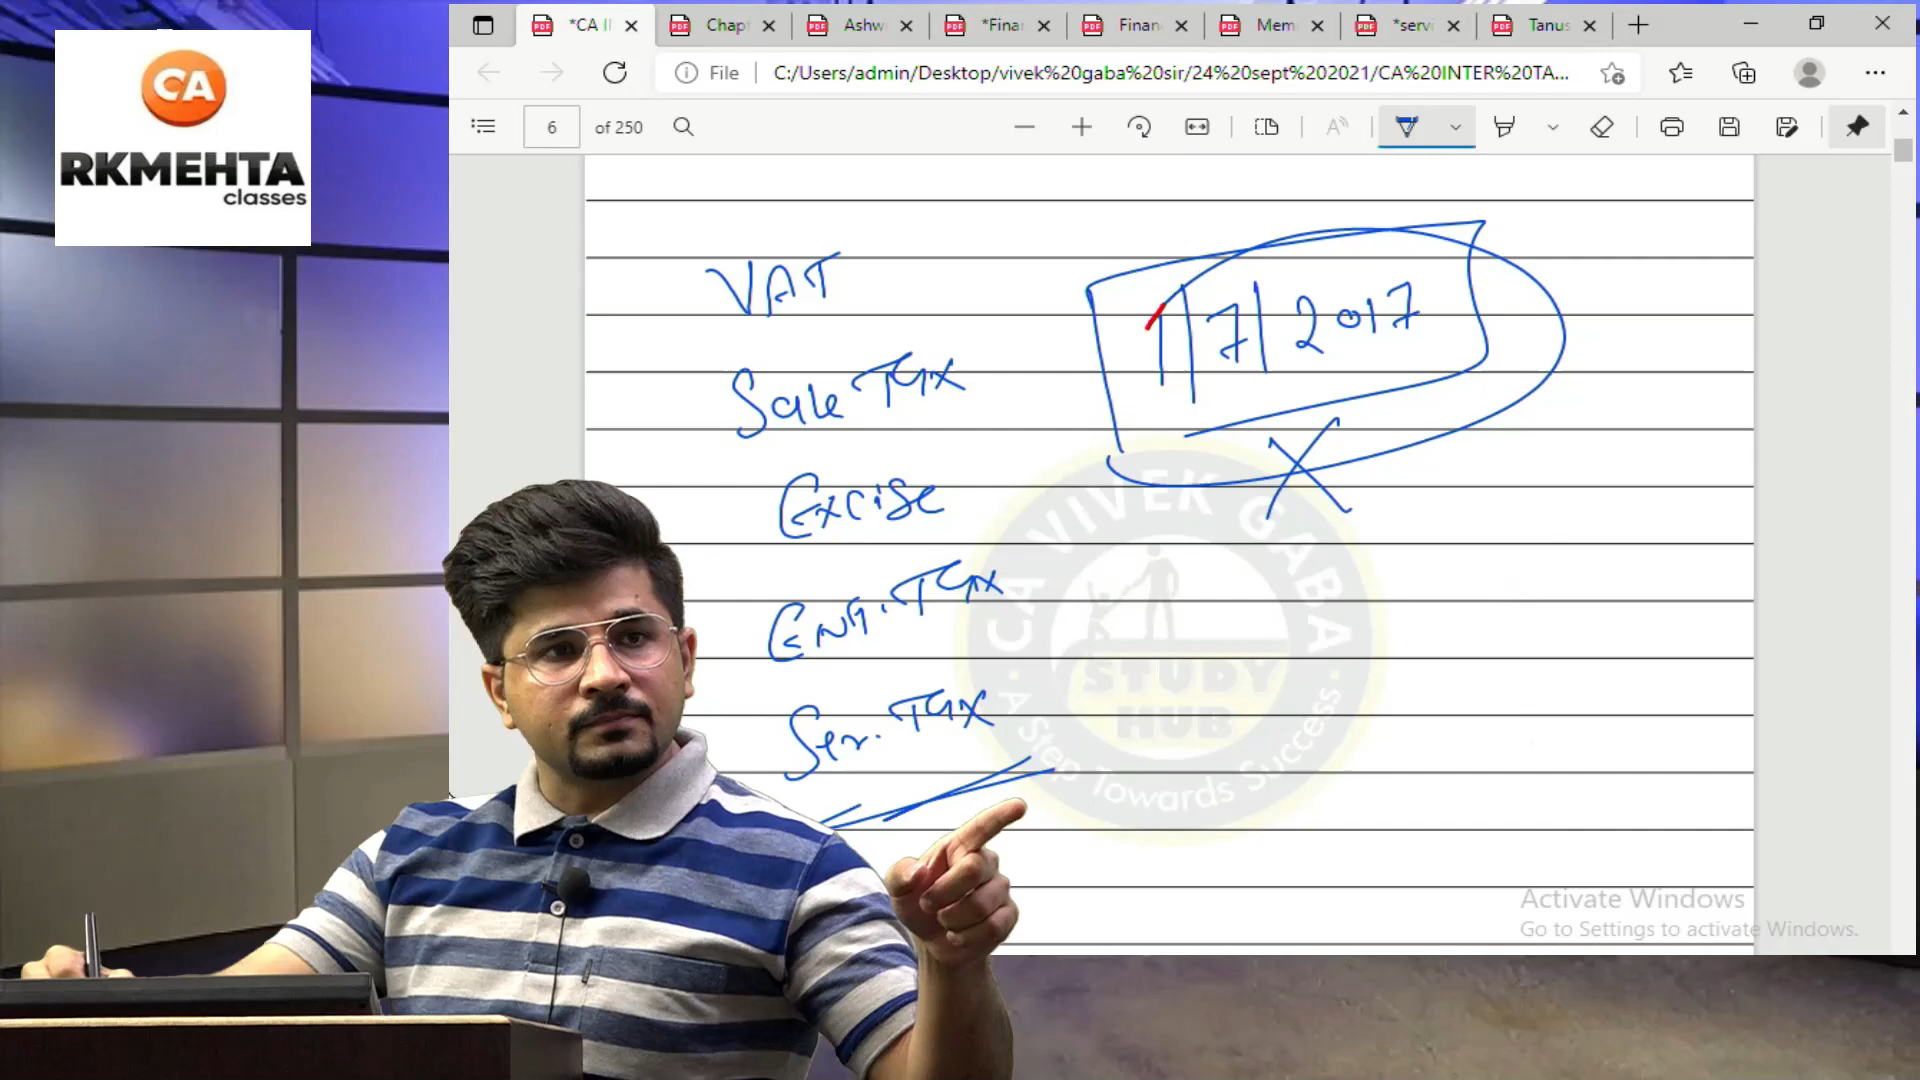 CA
RKMEHTA
classes
*CA I
Chap
Ashw
*Finar
Finan
Mem
*serv
Tanus
File
C:/Users/admin/Desktop/vivek%20gaba%20sir/24%20sept%202021/CA%20INTER%20TA...
6 of 250
VAT
1/7/2017
Sale Tax
X
Excise
Ent. Tax
Ser. Tax
· CA VIVEK GABA ·
STUDY
HUB
A Step Towards Success
Activate Windows
Go to Settings to activate Windows.